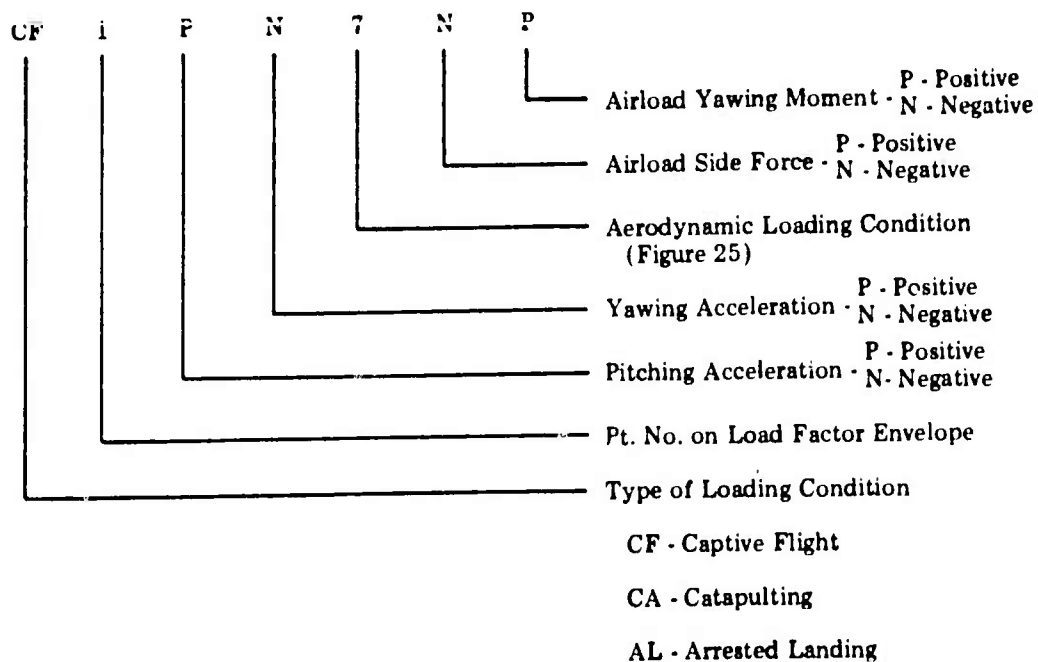 CF 1 P N 7 N P
Airload Yawing Moment - P - Positive
N - Negative
Airload Side Force - P - Positive
N - Negative
Aerodynamic Loading Condition
(Figure 25)
Yawing Acceleration - P - Positive
N - Negative
Pitching Acceleration - P - Positive
N- Negative
Pt. No. on Load Factor Envelope
Type of Loading Condition
CF - Captive Flight
CA - Catapulting
AL - Arrested Landing